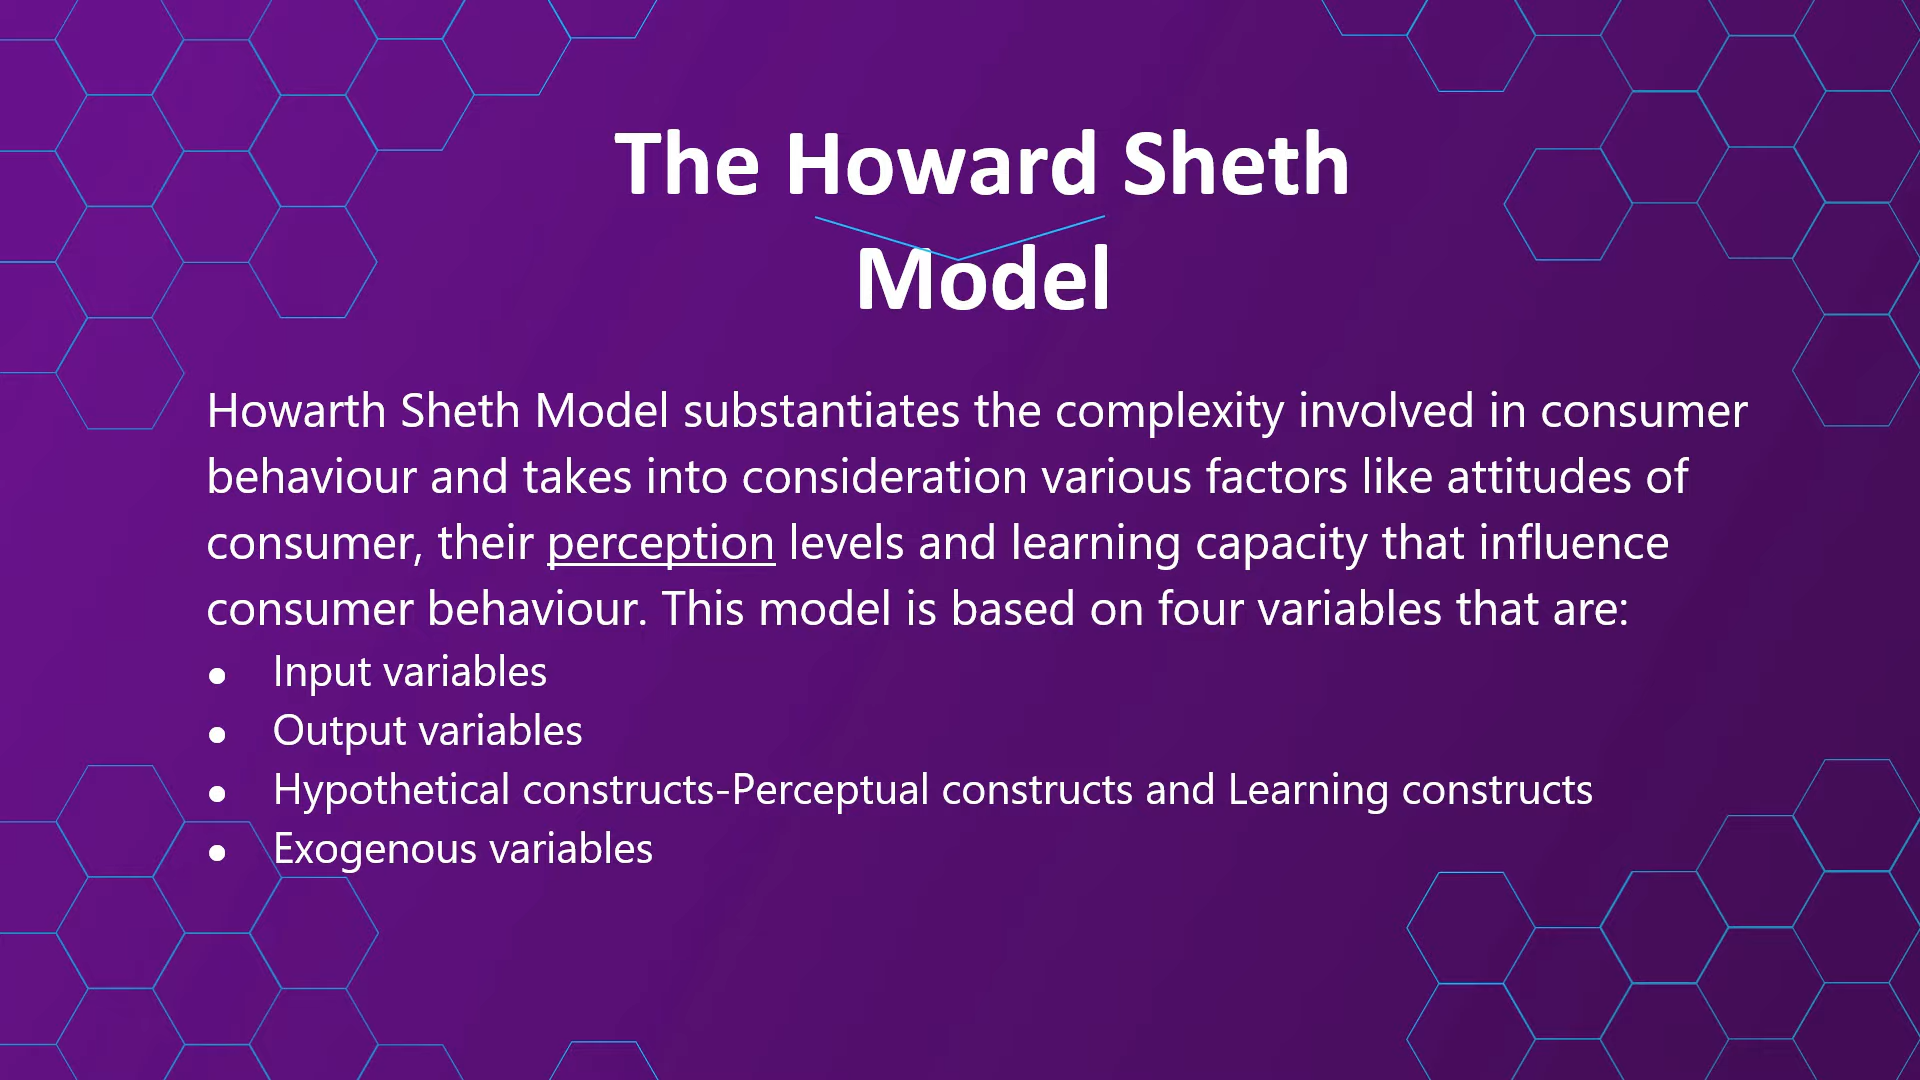 The Howard Sheth
Model
Howarth Sheth Model substantiates the complexity involved in consumer
behaviour and takes into consideration various factors like attitudes of
consumer, their perception levels and learning capacity that influence
consumer behaviour. This model is based on four variables that are:
● Input variables
● Output variables
● Hypothetical constructs-Perceptual constructs and Learning constructs
● Exogenous variables